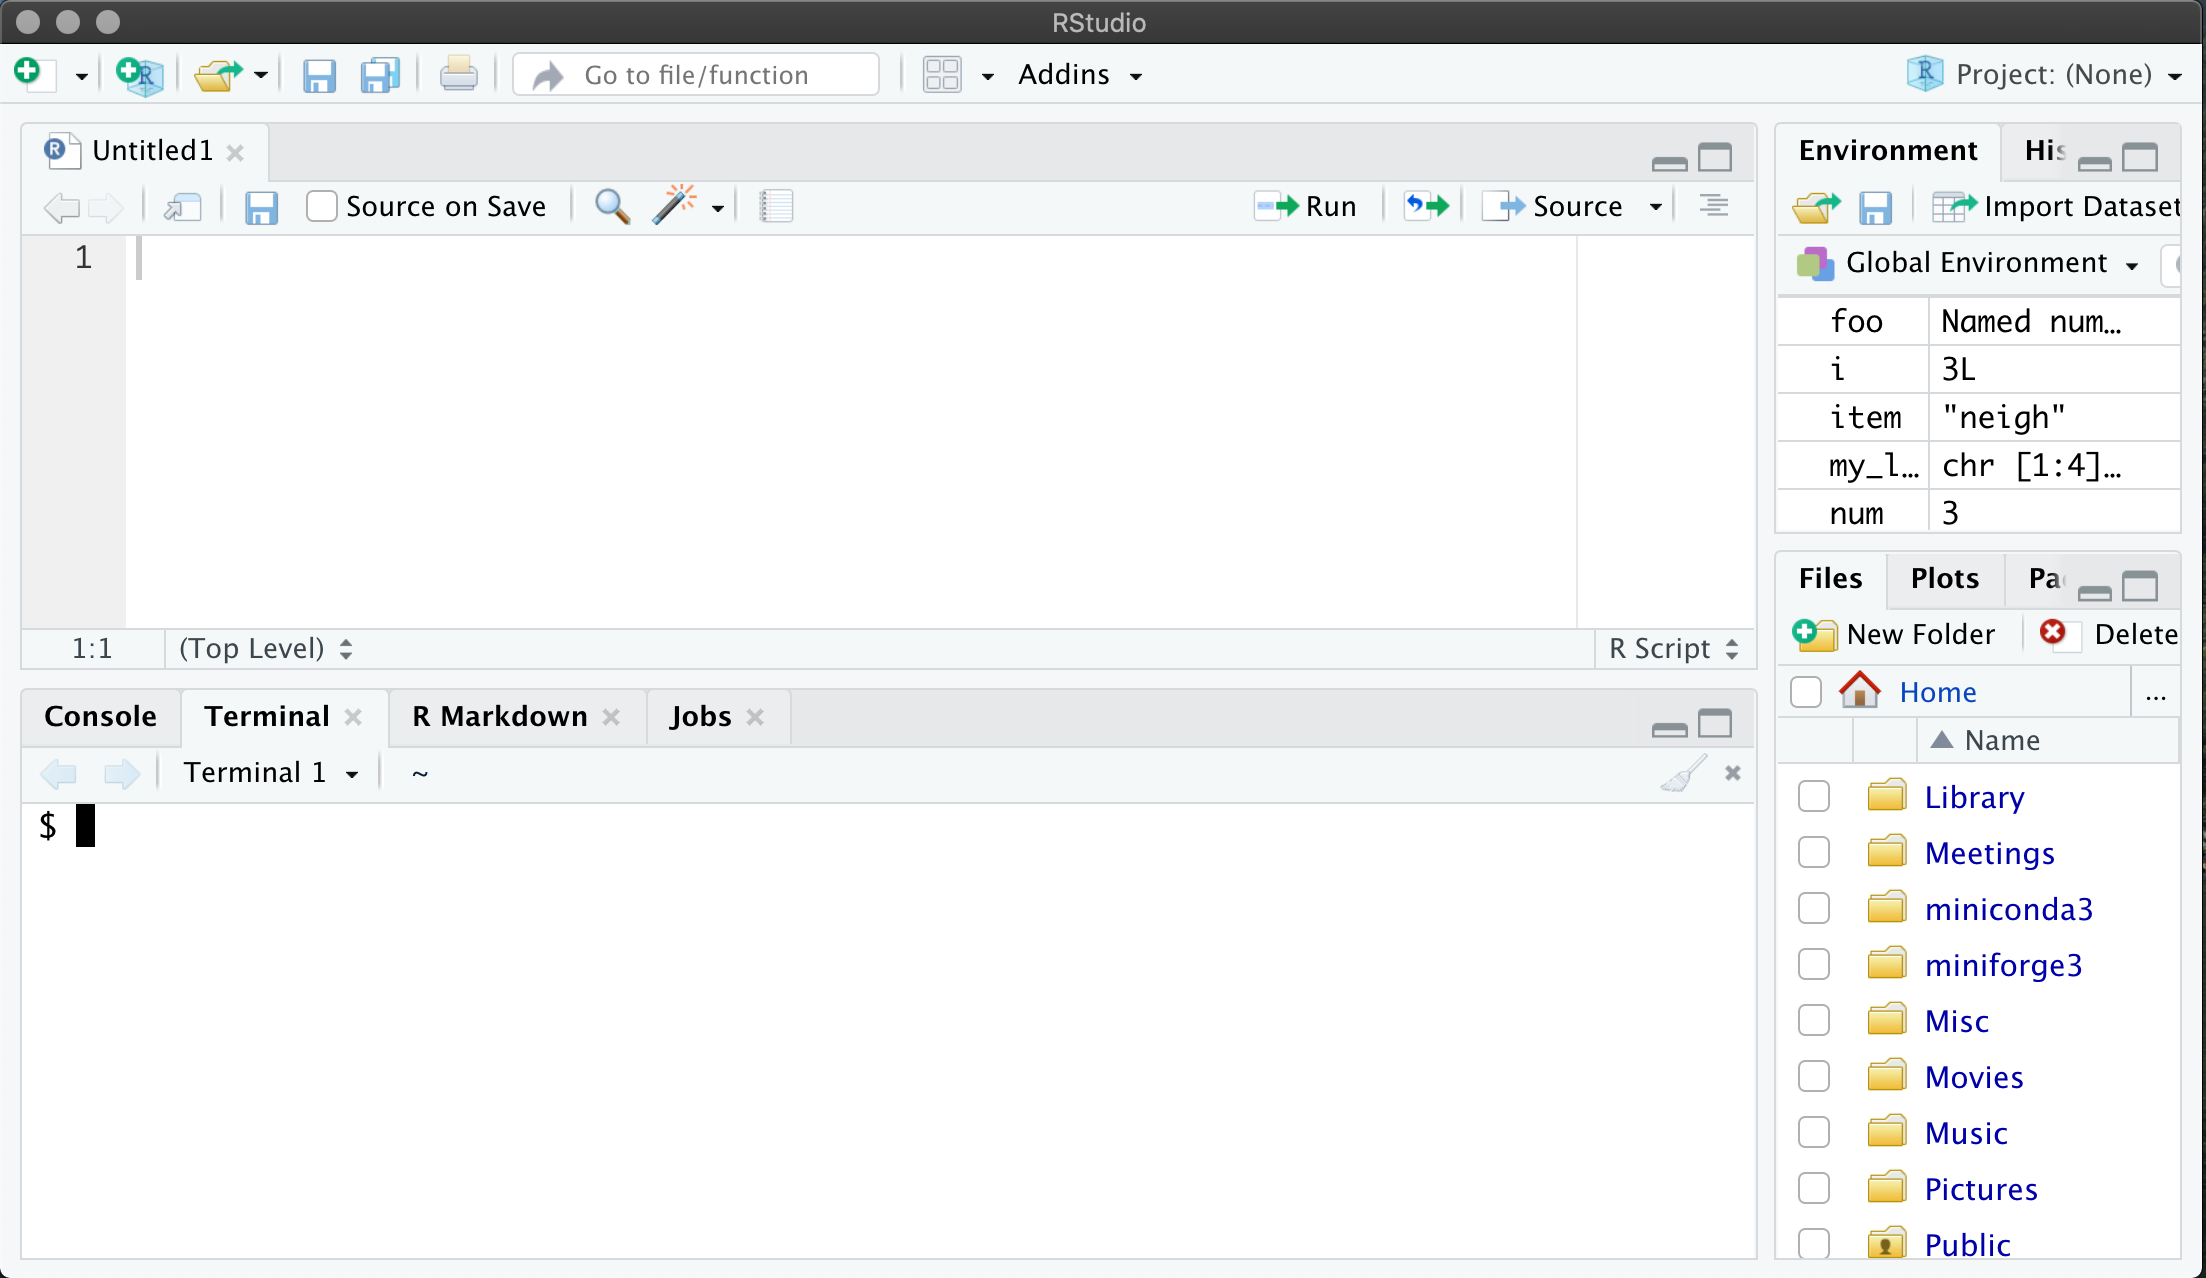 RStudio
Go to file/function
Addins
R Project: (None)
R Untitled1
Source on Save
Run
Source
1
1:1
(Top Level)
R Script
Environment
His
Import Dataset
Global Environment
foo Named num…
i 3L
item "neigh"
my_l… chr [1:4]…
num 3
Console
Terminal
R Markdown
Jobs
Terminal 1
~
$
Files
Plots
Pac
New Folder
Delete
Home
...
Name
Library
Meetings
miniconda3
miniforge3
Misc
Movies
Music
Pictures
Public